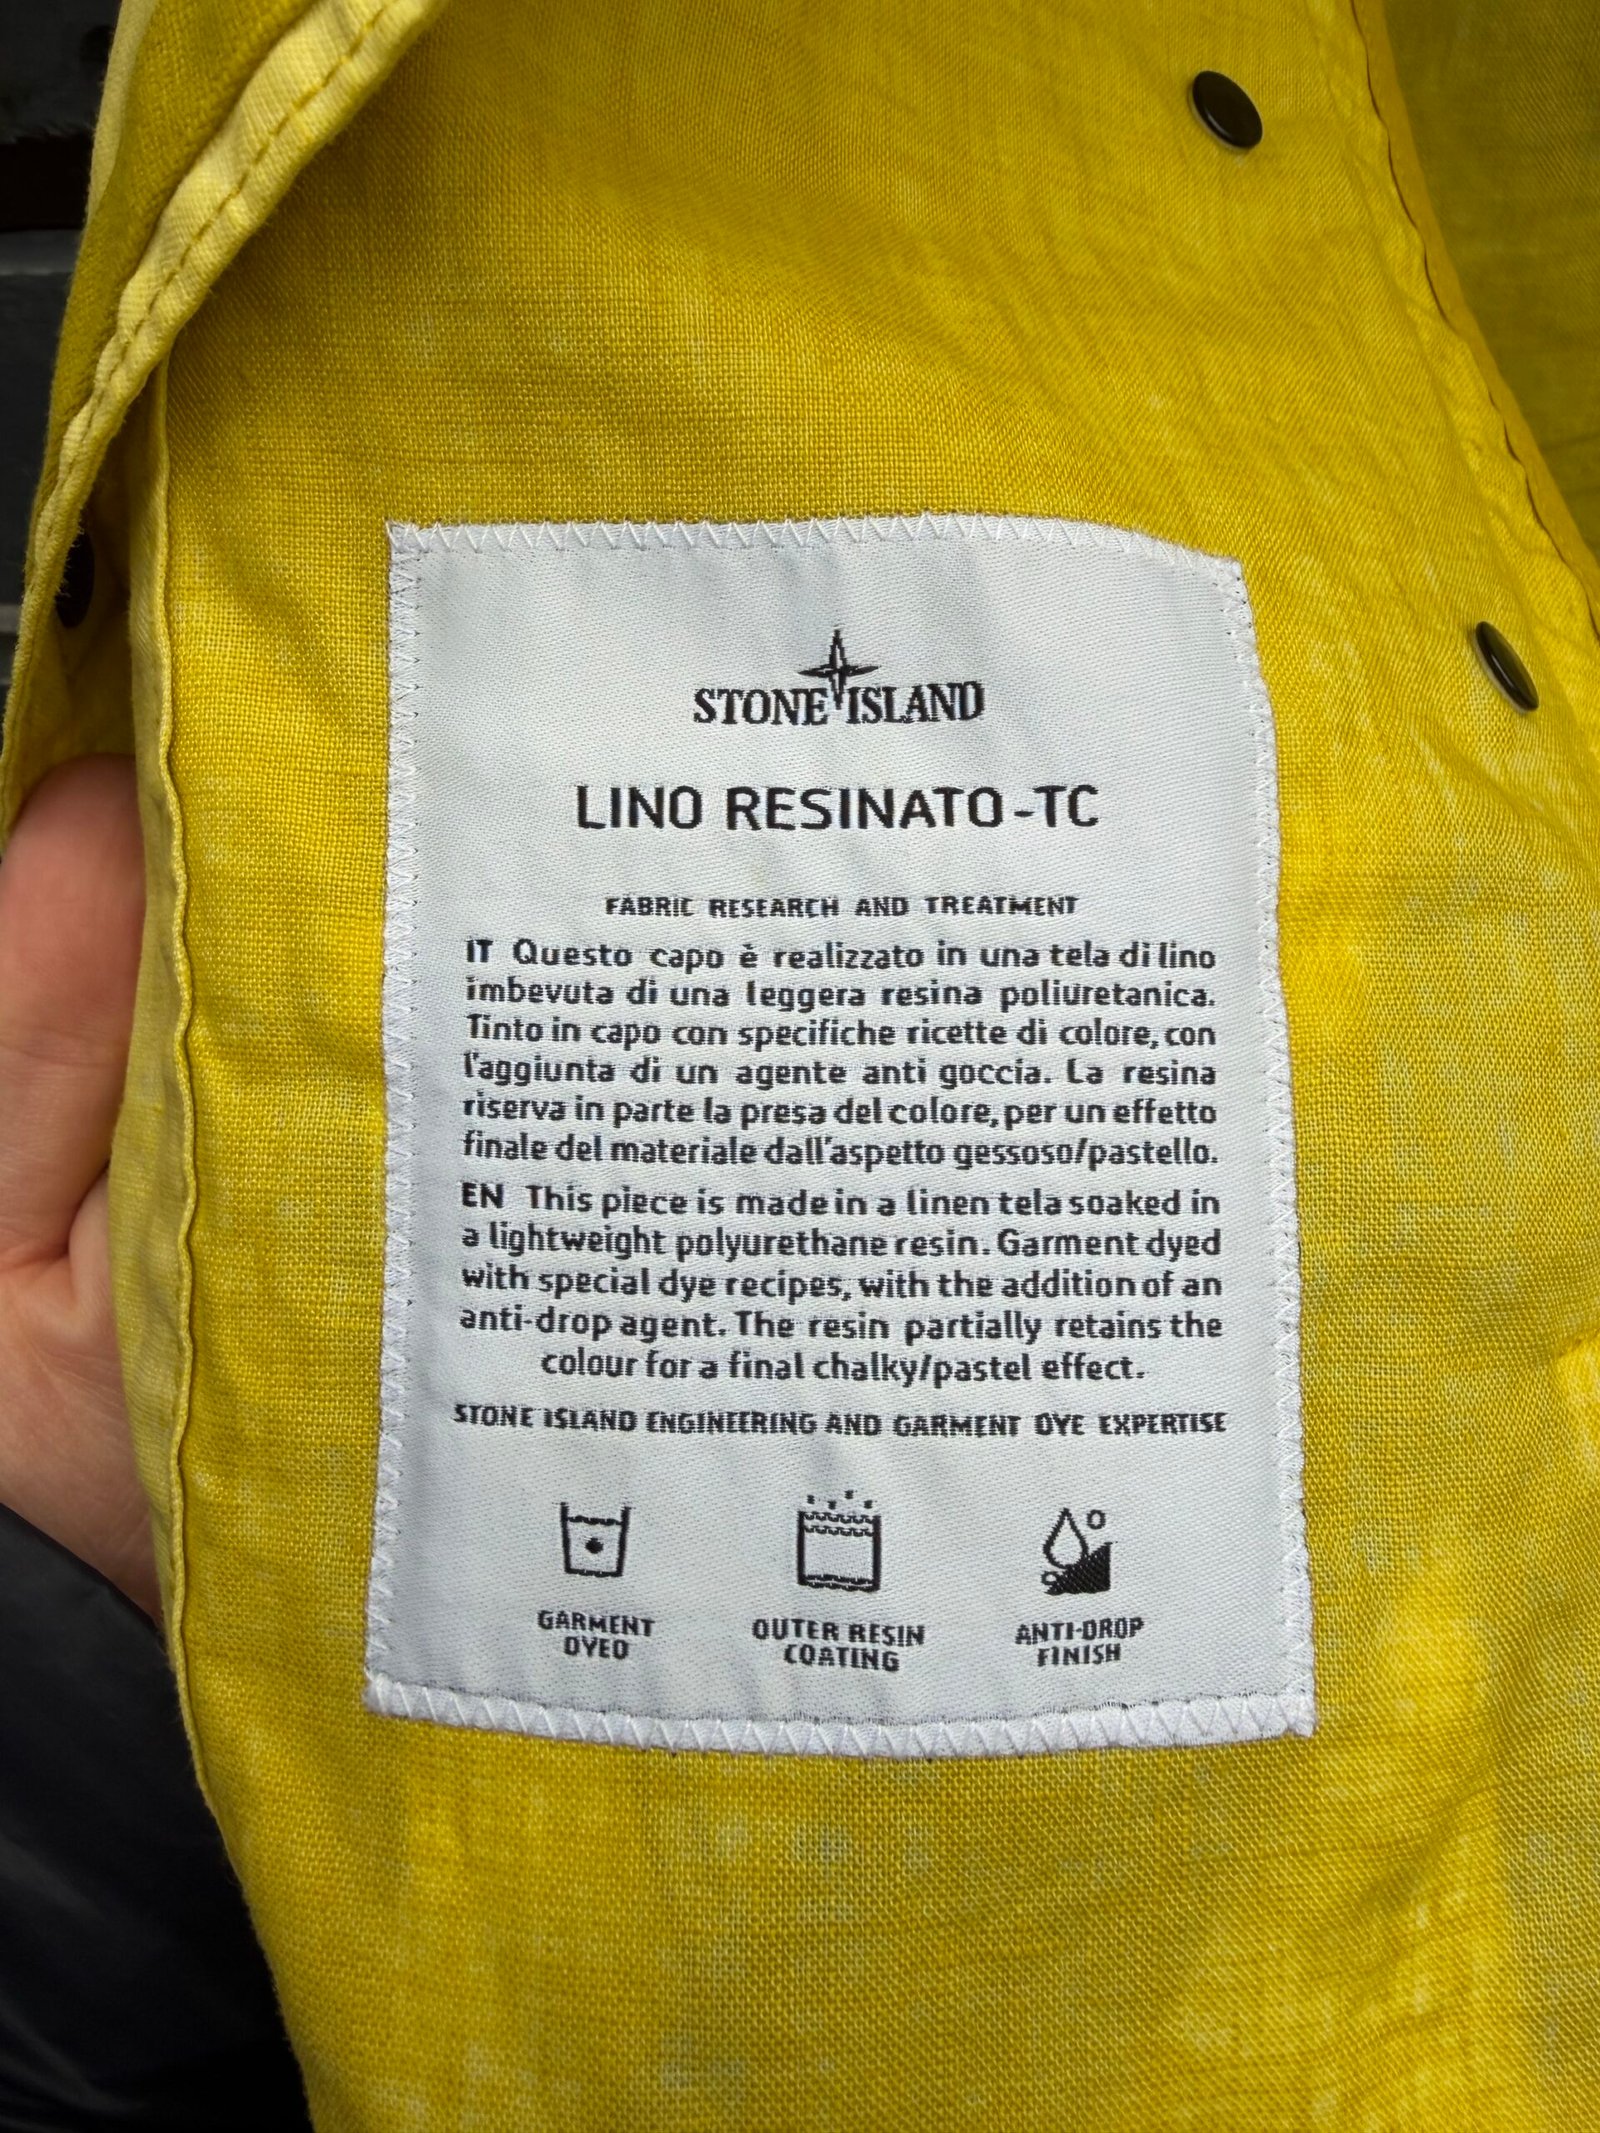 STONE ISLAND
LINO RESINATO-TC
FABRIC RESEARCH AND TREATMENT
IT Questo capo è realizzato in una tela di lino
imbevuta di una leggera resina poliuretanica.
Tinto in capo con specifiche ricette di colore, con
l'aggiunta di un agente anti goccia. La resina
riserva in parte la presa del colore, per un effetto
finale del materiale dall'aspetto gessoso/pastello.
EN This piece is made in a linen tela soaked in
a lightweight polyurethane resin. Garment dyed
with special dye recipes, with the addition of an
anti-drop agent. The resin partially retains the
colour for a final chalky/pastel effect.
STONE ISLAND ENGINEERING AND GARMENT DYE EXPERTISE
GARMENT
DYED
OUTER RESIN
COATING
ANTI-DROP
FINISH